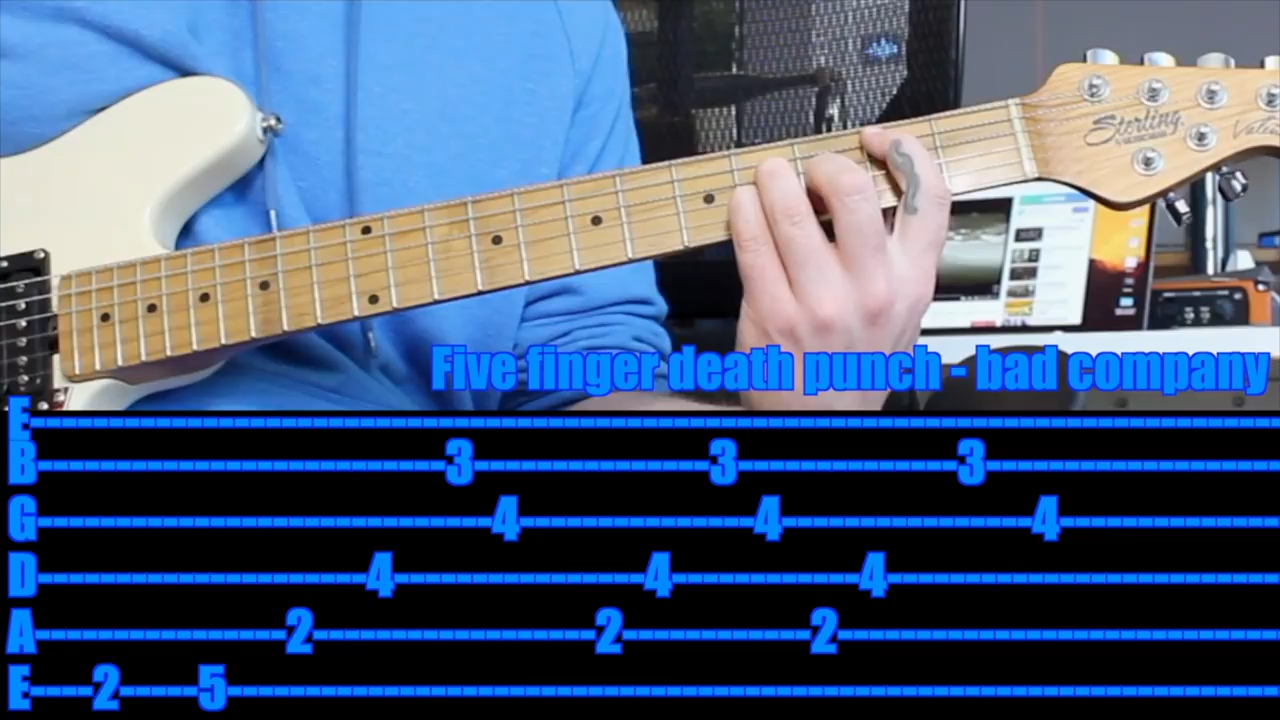 Sterling
Five finger death punch - bad company
E
B 3 3 3
G 4 4 4
D 4 4 4
A 2 2 2
E 2 5